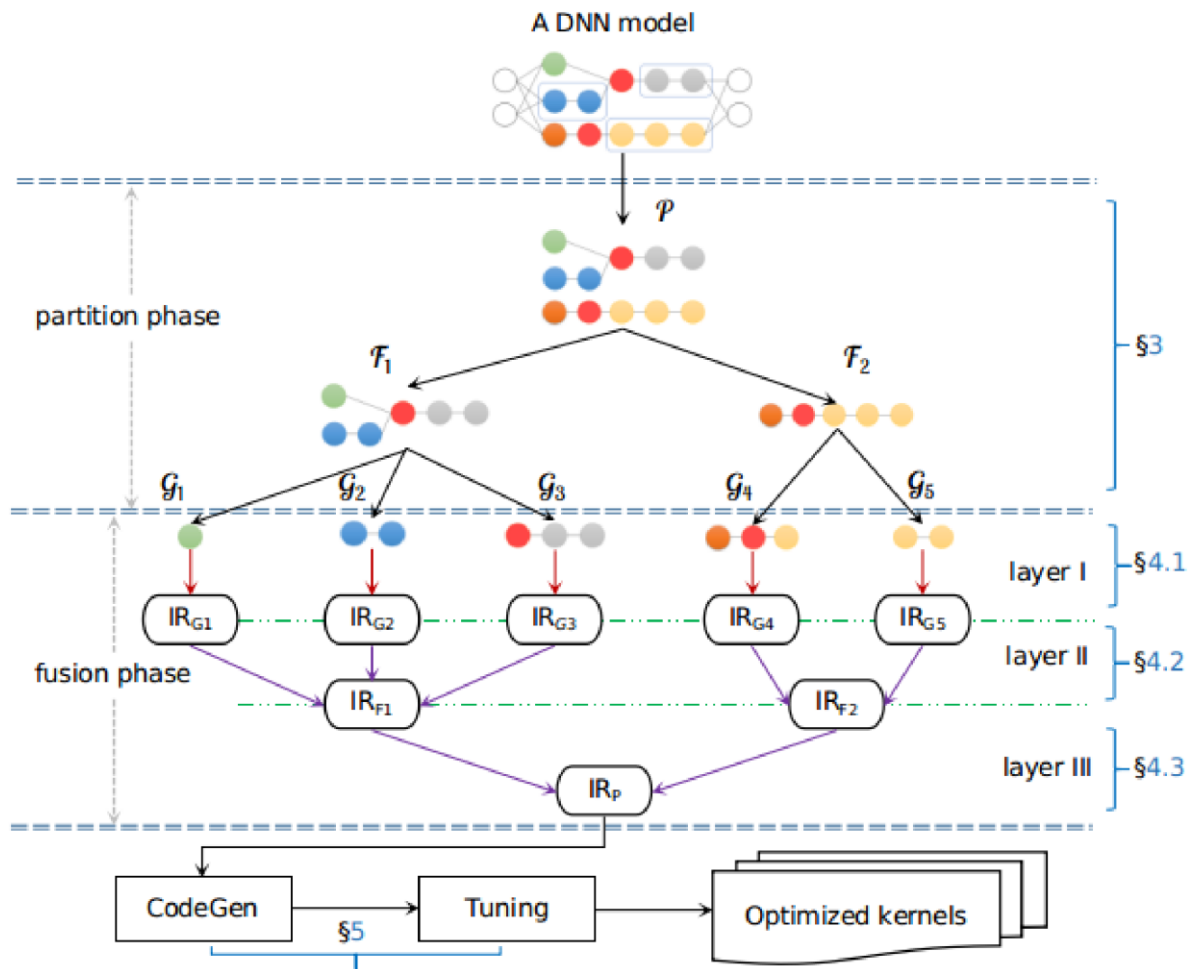 A DNN model
𝒫
partition phase
§3
ℱ1
ℱ2
𝒢1
𝒢2
𝒢3
𝒢4
𝒢5
layer I
§4.1
IRG1
IRG2
IRG3
IRG4
IRG5
fusion phase
layer II
§4.2
IRF1
IRF2
layer III
§4.3
IRP
CodeGen
Tuning
Optimized kernels
§5